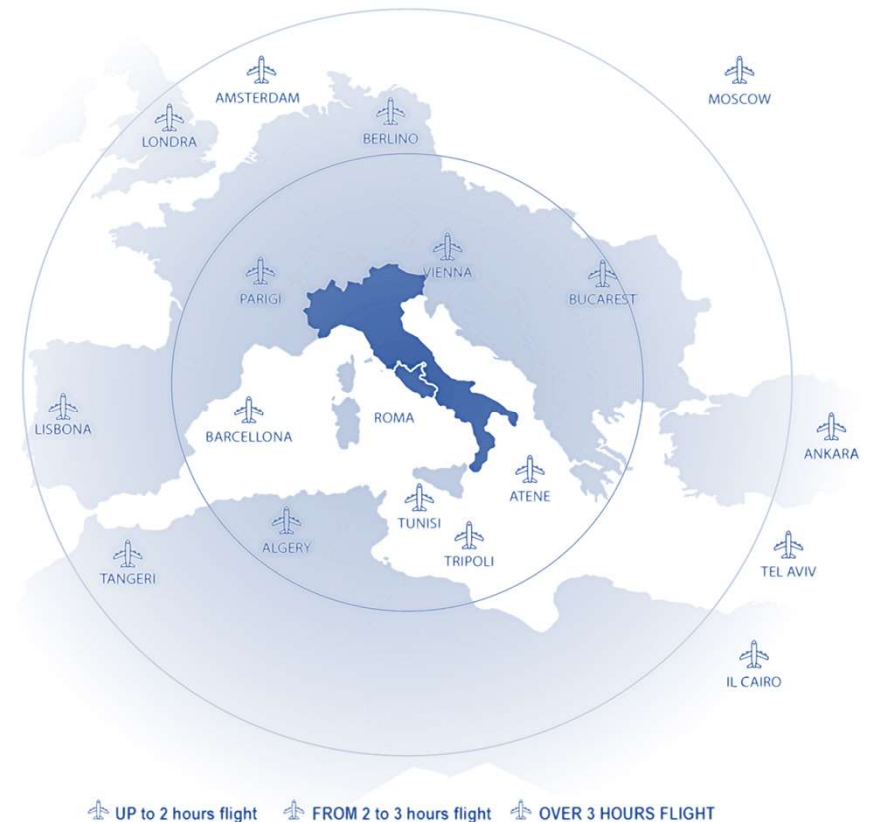 AMSTERDAM
MOSCOW
LONDRA
BERLINO
VIENNA
PARIGI
BUCAREST
LISBONA
BARCELLONA
ROMA
ANKARA
ATENE
TUNISI
ALGERY
TRIPOLI
TANGERI
TEL AVIV
IL CAIRO
UP to 2 hours flight FROM 2 to 3 hours flight OVER 3 HOURS FLIGHT